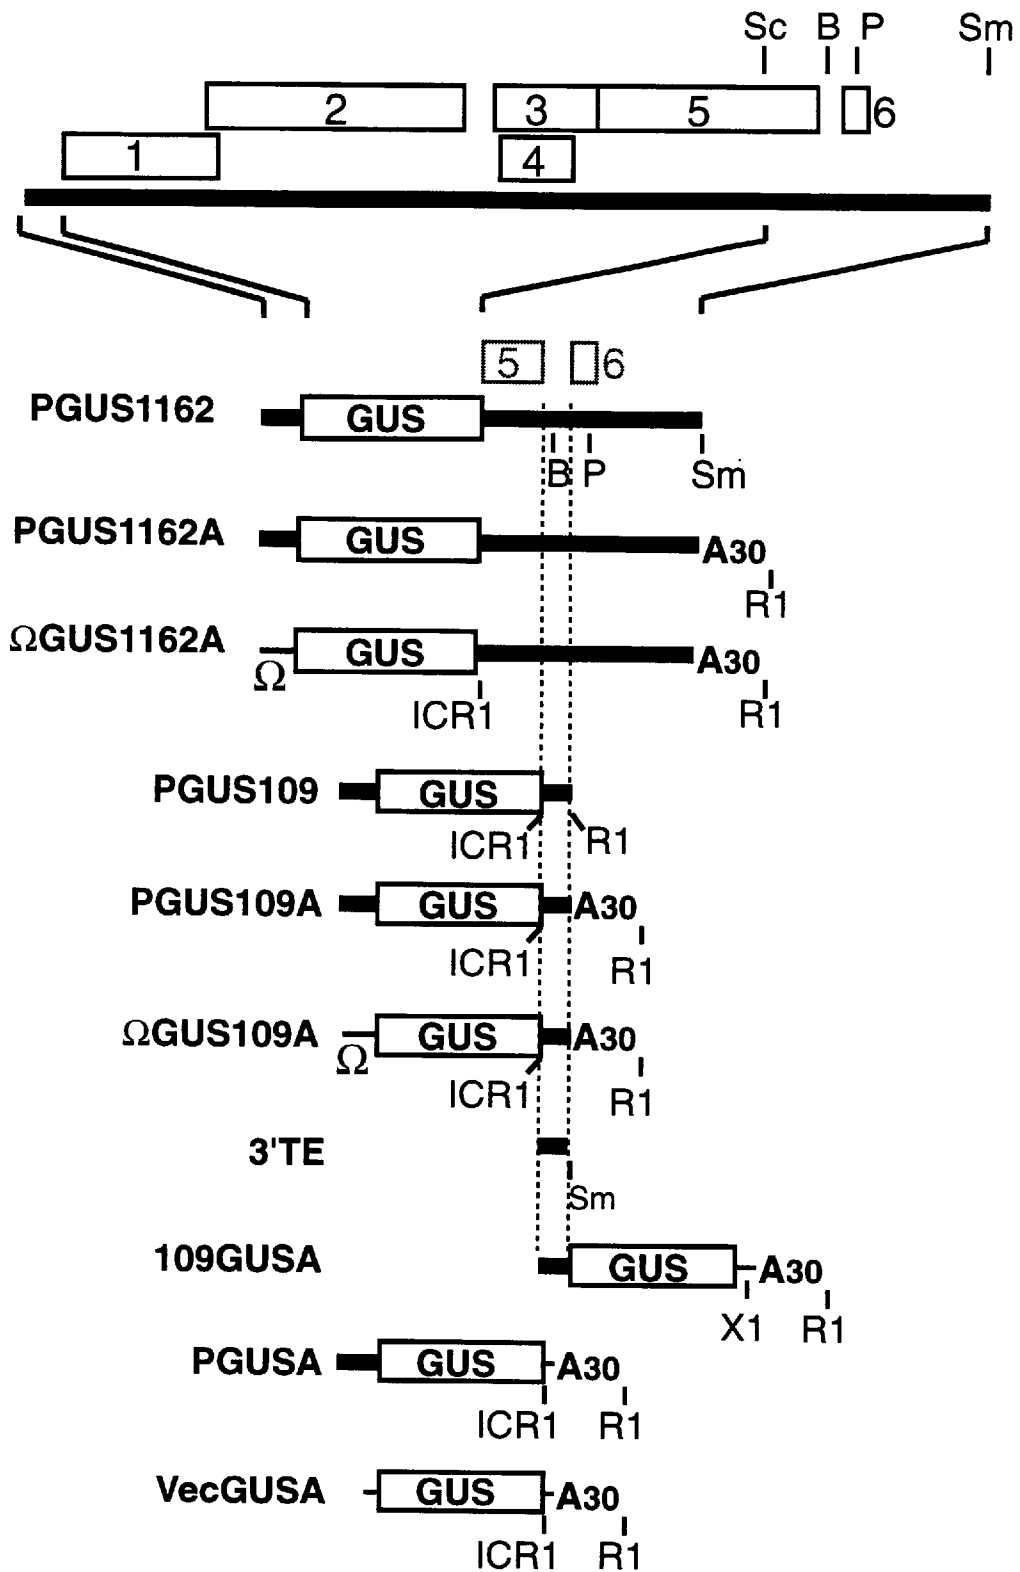 Sc B P Sm
2 3 5 6
1 4
5 6
PGUS1162 GUS
B P Sm
PGUS1162A GUS A30
R1
ΩGUS1162A GUS A30
Ω
ICR1 R1
PGUS109 GUS
ICR1 R1
PGUS109A GUS A30
ICR1 R1
ΩGUS109A GUS A30
Ω
ICR1 R1
3'TE
Sm
109GUSA GUS A30
X1 R1
PGUSA GUS A30
ICR1 R1
VecGUSA GUS A30
ICR1 R1